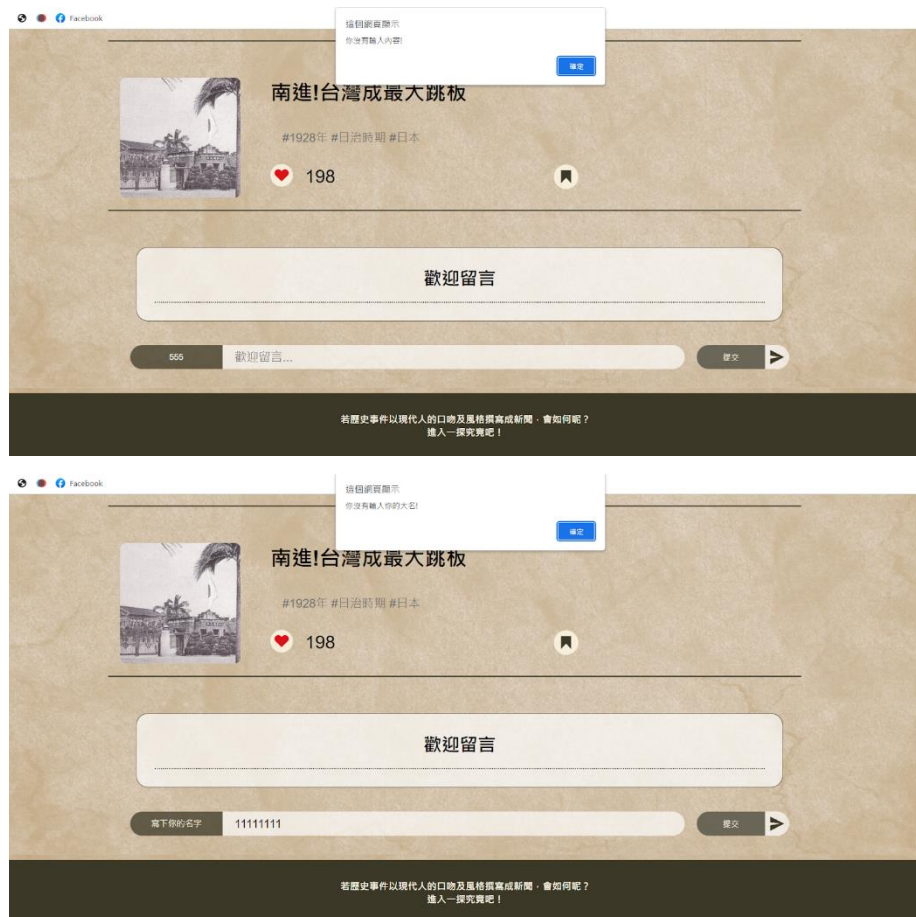 Facebook
這個網頁顯示
你沒有輸入內容!
確定
南進!台灣成最大跳板
#1928年 #日治時期 #日本
198
歡迎留言
555
歡迎留言...
提交
若歷史事件以現代人的口吻及風格撰寫成新聞，會如何呢？
進入一探究竟吧！
Facebook
這個網頁顯示
你沒有輸入你的大名!
確定
南進!台灣成最大跳板
#1928年 #日治時期 #日本
198
歡迎留言
寫下你的名字
11111111
提交
若歷史事件以現代人的口吻及風格撰寫成新聞，會如何呢？
進入一探究竟吧！